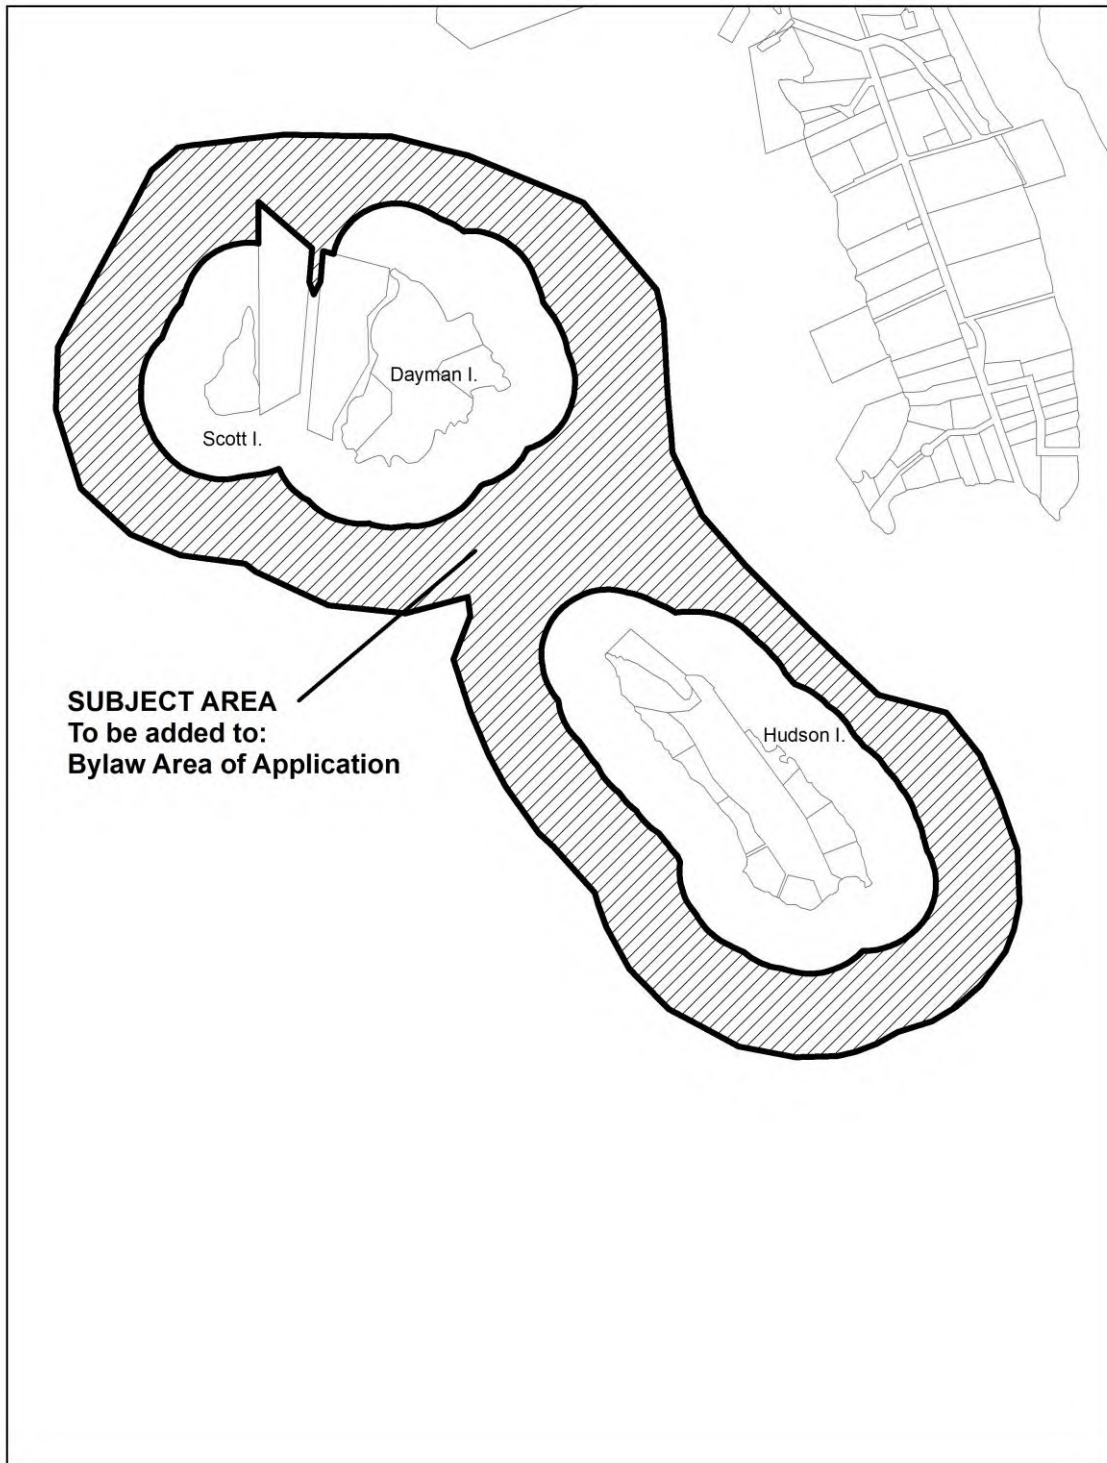 Dayman I.
Scott I.
SUBJECT AREA
To be added to:
Bylaw Area of Application
Hudson I.